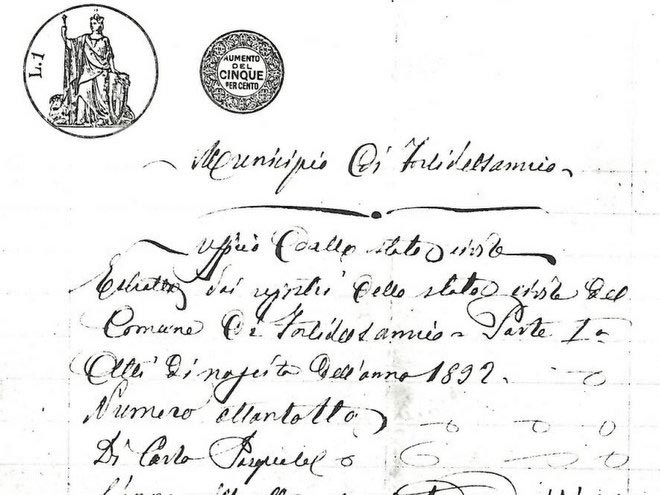 L. 1
AUMENTO
DEL
CINQUE
PER CENTO
Municipio di Forlidelsannio
Ufficio dello stato civile
Estratto dai registri dello stato civile del
Comune di Forlidelsannio Parte 1a
Atti di nascita dell'anno 1892.
Numero ottantotto
Di Carlo Pasquale